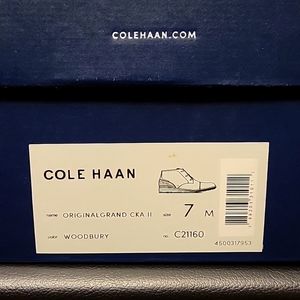 COLEHAAN.COM
COLE HAAN
name ORIGINALGRAND CKA II size 7 M
color WOODBURY no. C21160
4500317953